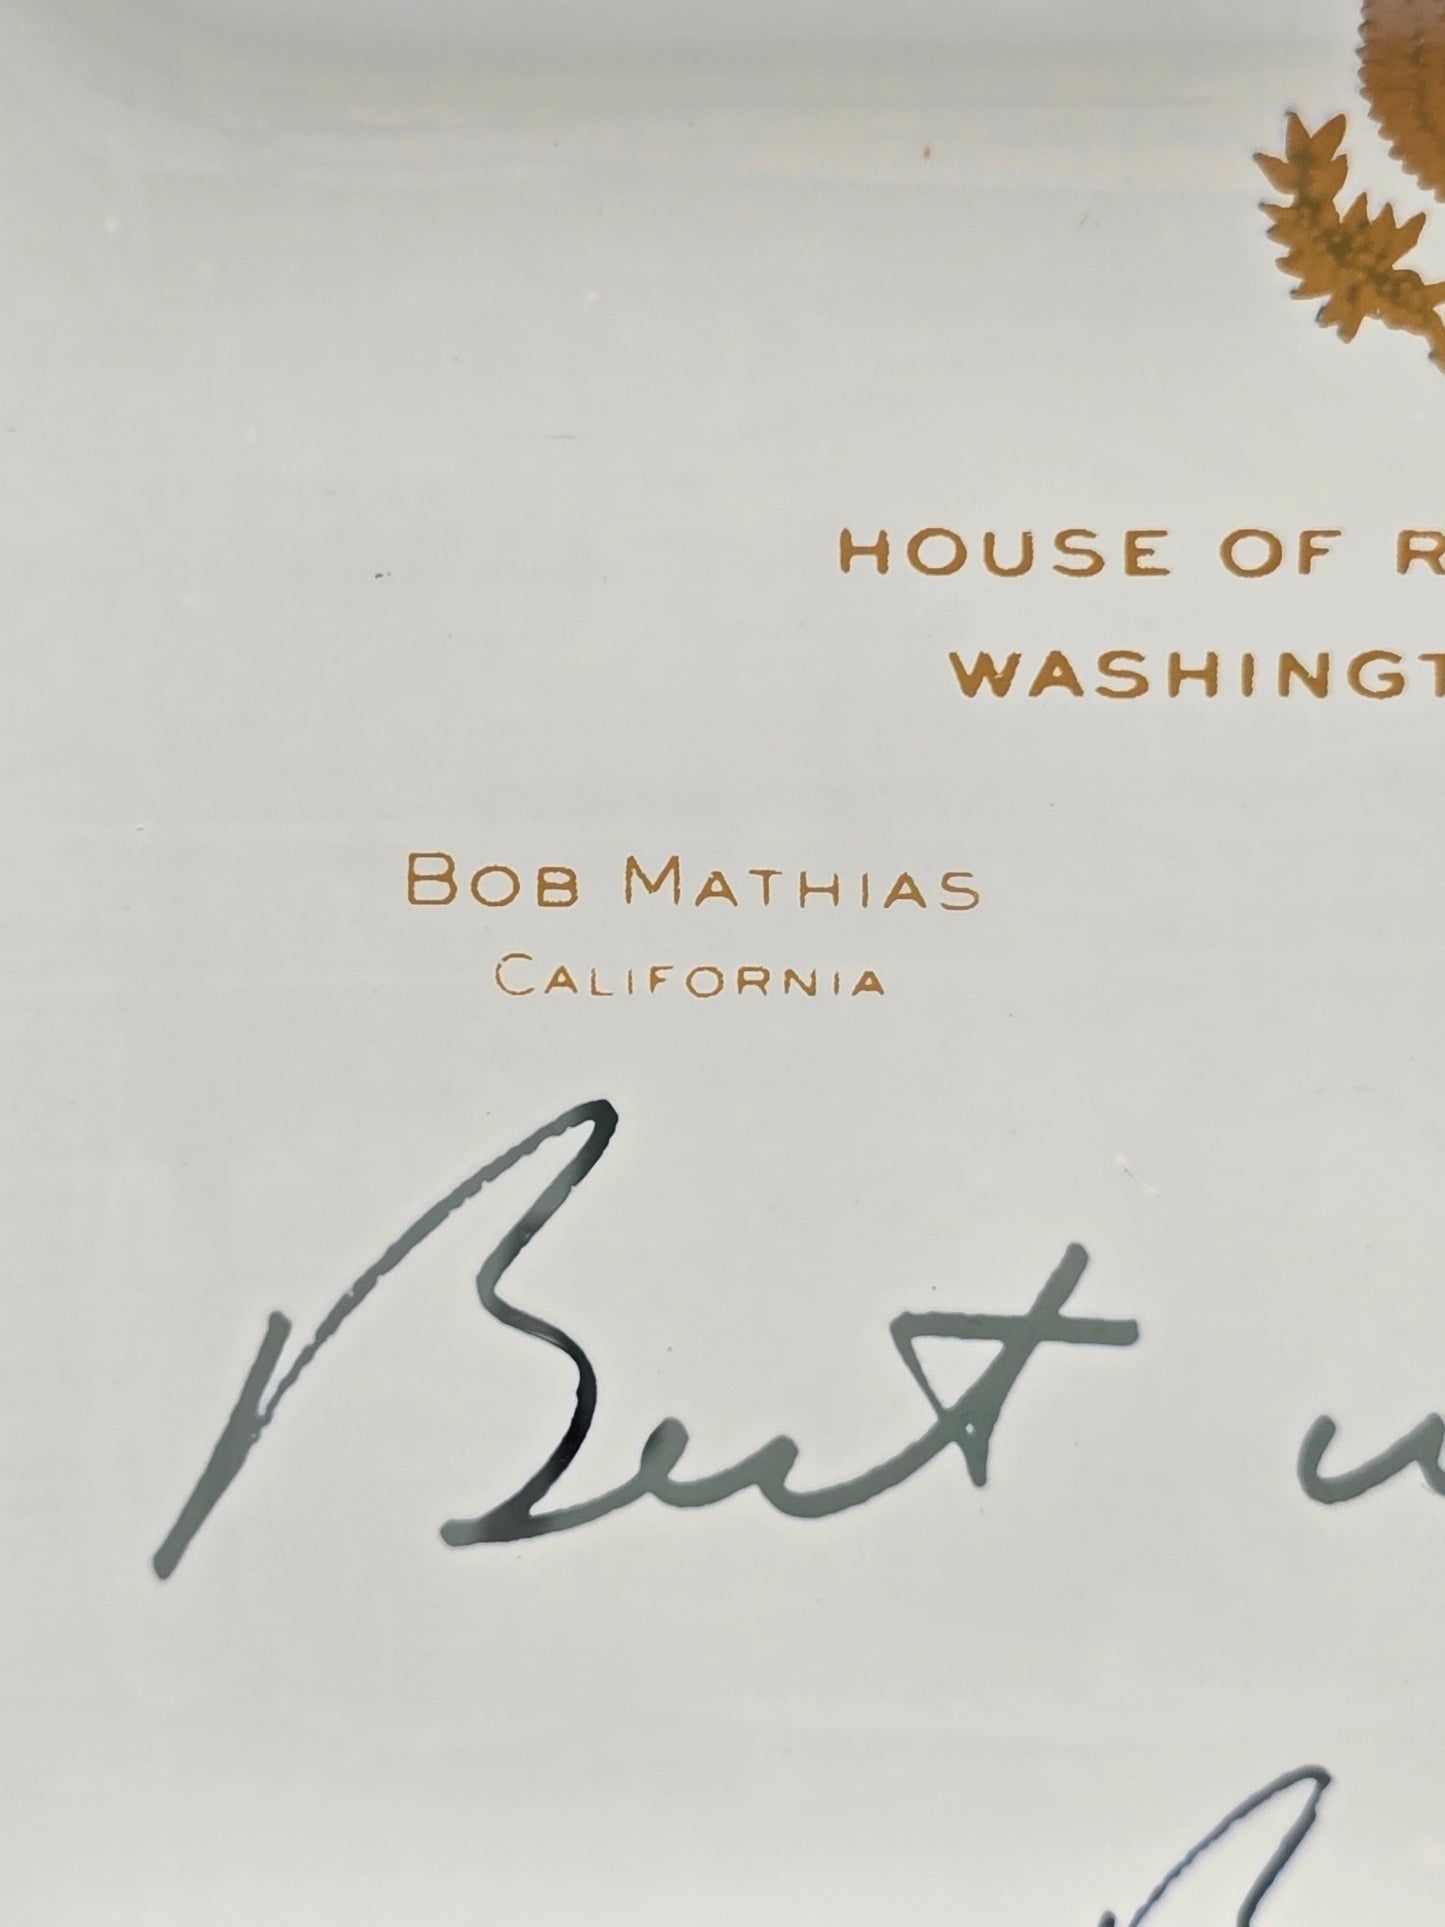 HOUSE OF R
WASHINGT
BOB MATHIAS
CALIFORNIA
Best w
B